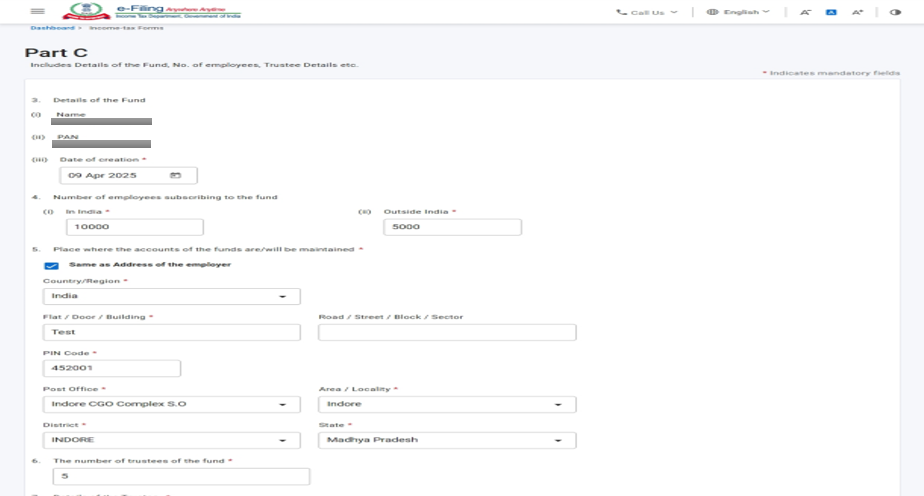 e-Filing Anywhere Anytime
Income Tax Department, Government of India
Call Us English A- A A+
Dashboard > Income-tax Forms
Part C
Includes Details of the Fund, No. of employees, Trustee Details etc.
* Indicates mandatory fields
3. Details of the Fund
(i) Name
(ii) PAN
(iii) Date of creation *
09 Apr 2025
4. Number of employees subscribing to the fund
(i) In India * (ii) Outside India *
10000 5000
5. Place where the accounts of the funds are/will be maintained *
Same as Address of the employer
Country/Region *
India
Flat / Door / Building * Road / Street / Block / Sector
Test
PIN Code *
452001
Post Office * Area / Locality *
Indore CGO Complex S.O Indore
District * State *
INDORE Madhya Pradesh
6. The number of trustees of the fund *
5